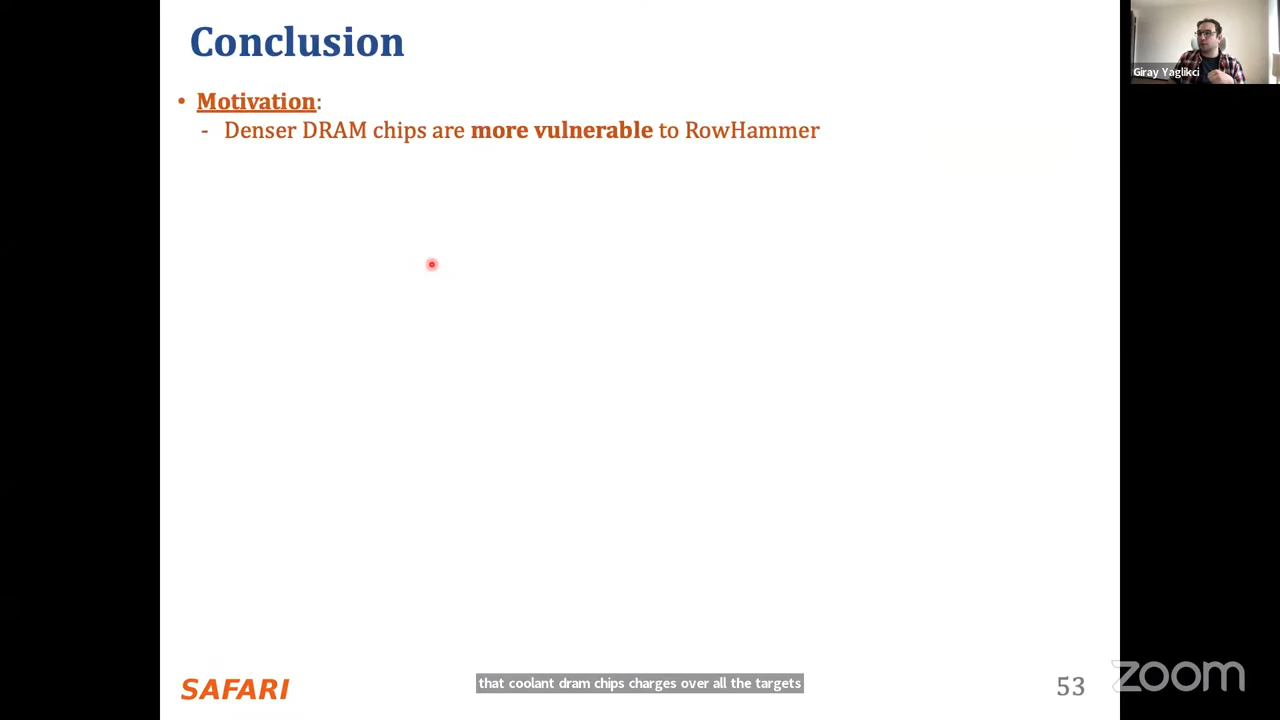 Conclusion
• Motivation:
- Denser DRAM chips are more vulnerable to RowHammer
Giray Yaglikci
SAFARI
that coolant dram chips charges over all the targets
53
zoom